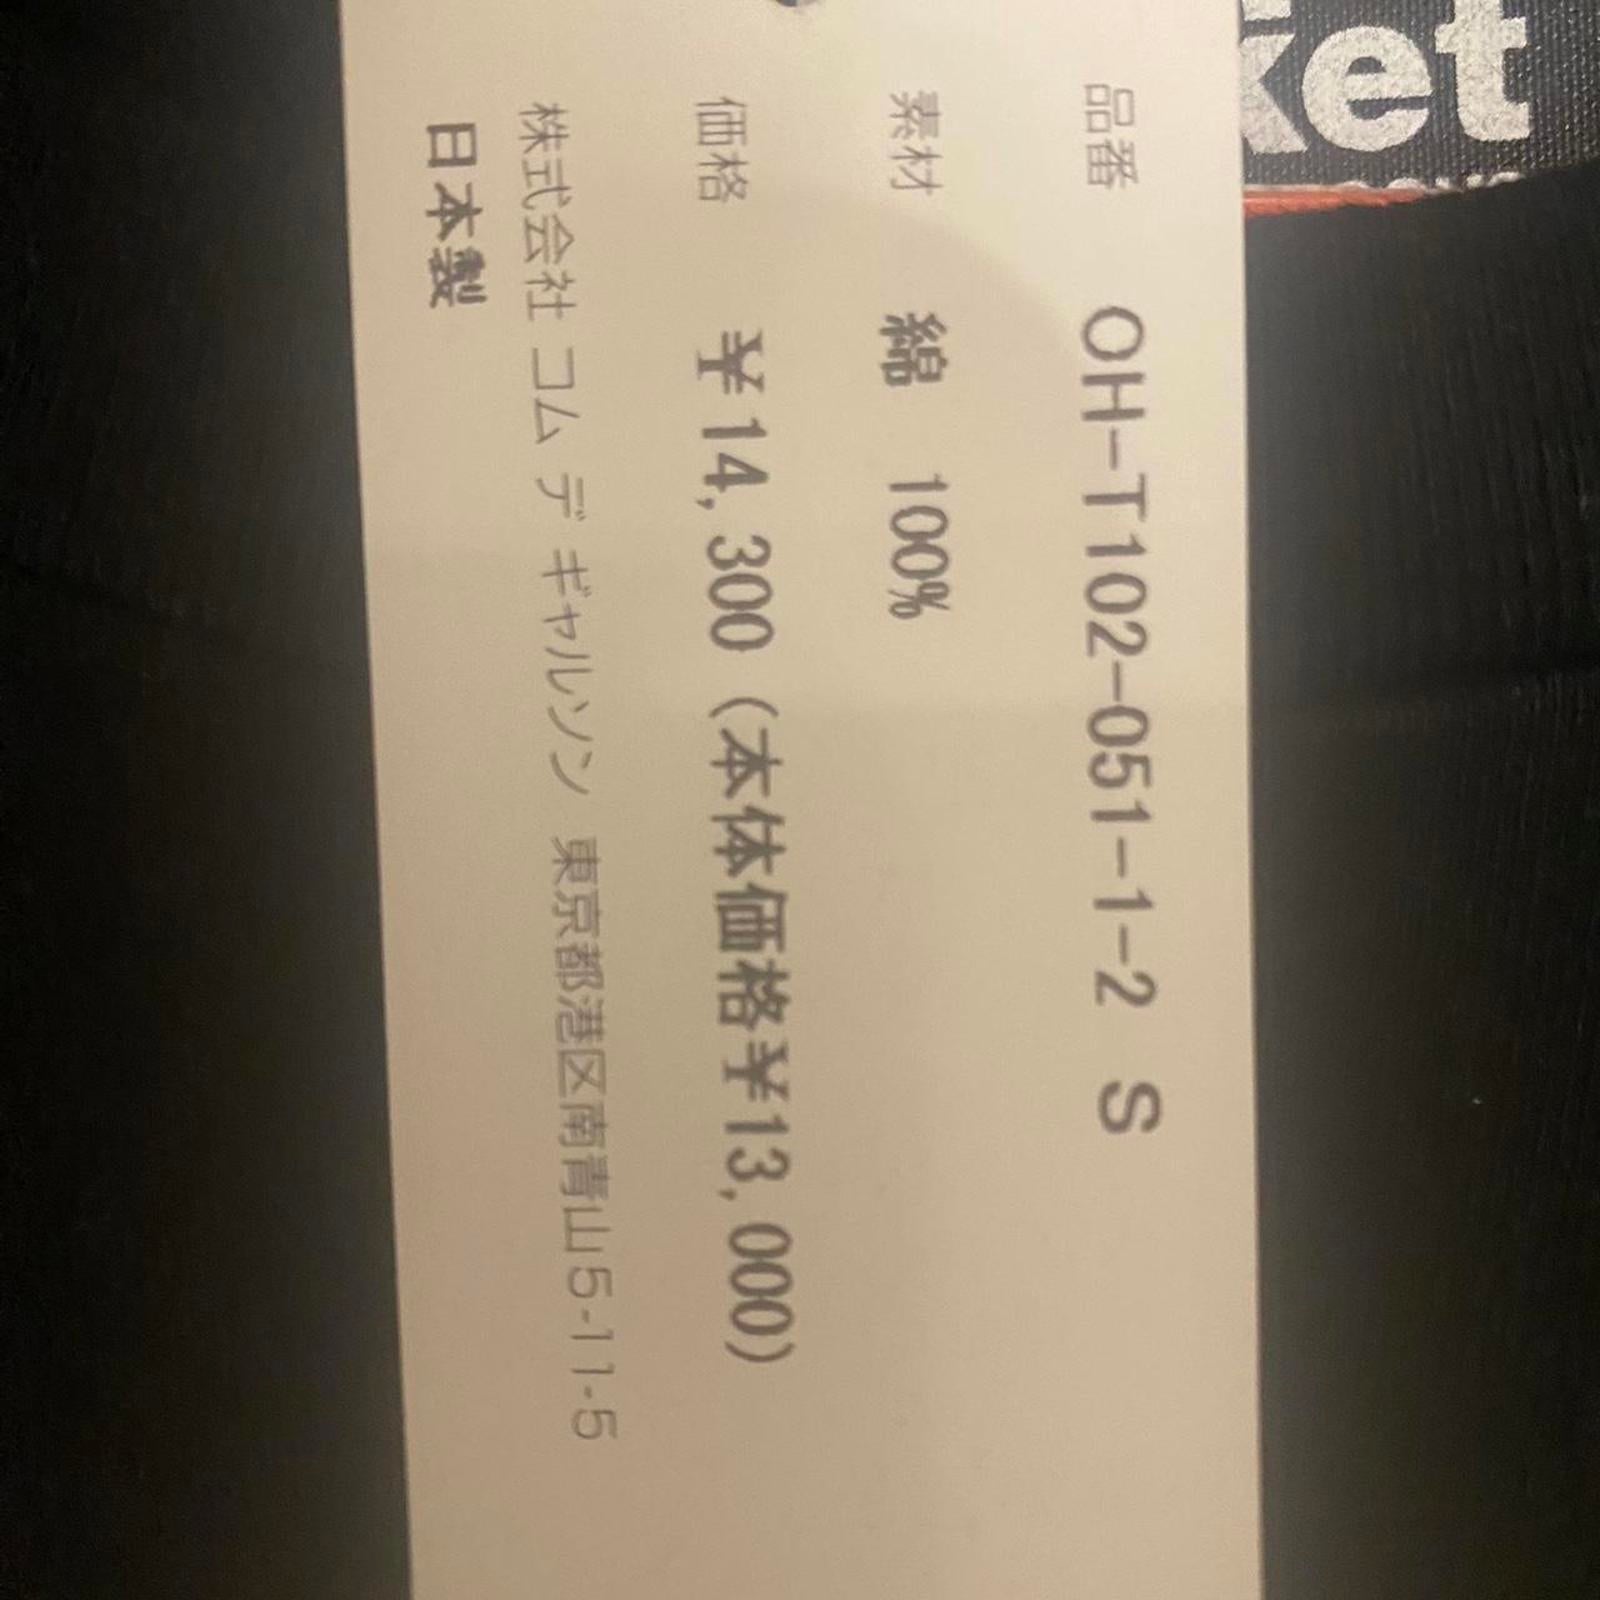 ket
品番 OH-T102-051-1-2 S
素材 綿 100%
価格 ¥14,300 (本体価格¥13,000)
株式会社 コム デ ギャルソン 東京都港区南青山5-11-5
日本製